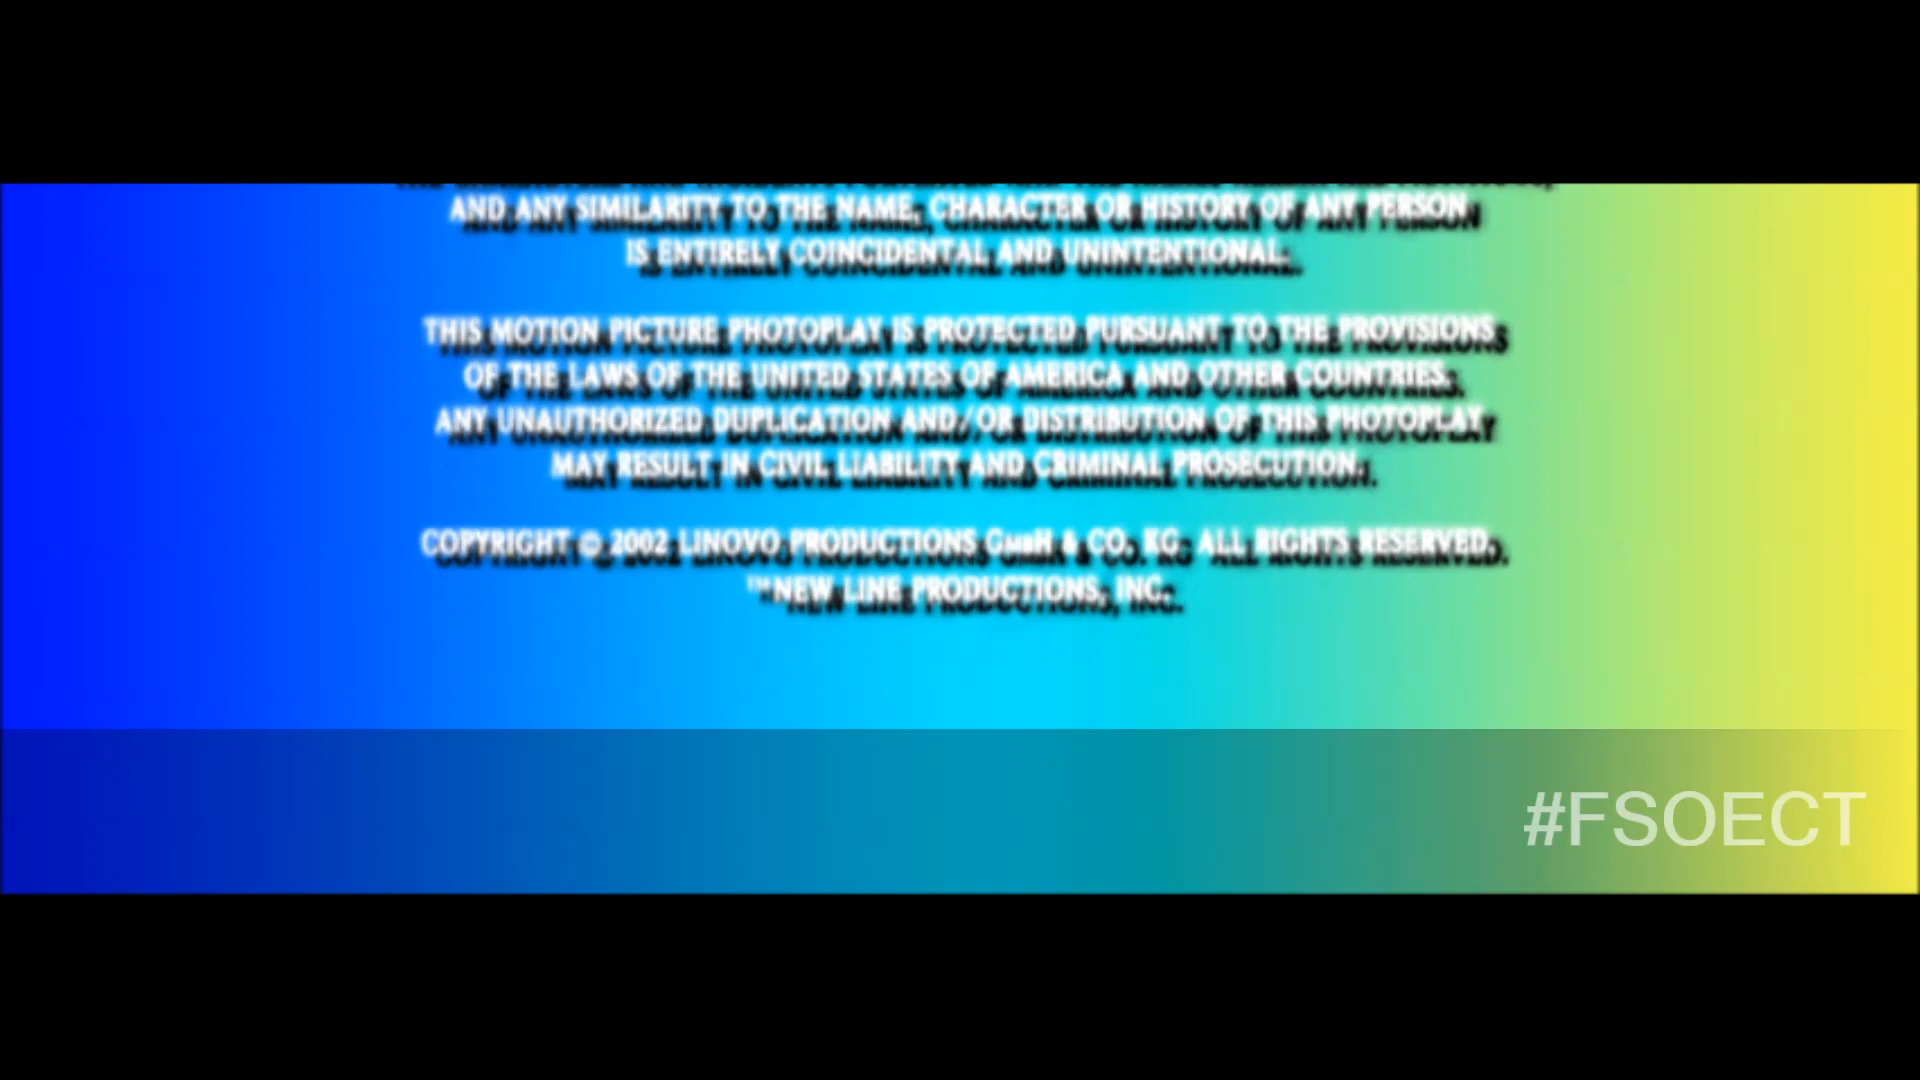 AND ANY SIMILARITY TO THE NAME, CHARACTER OR HISTORY OF ANY PERSON
IS ENTIRELY COINCIDENTAL AND UNINTENTIONAL.
THIS MOTION PICTURE PHOTOPLAY IS PROTECTED PURSUANT TO THE PROVISIONS
OF THE LAWS OF THE UNITED STATES OF AMERICA AND OTHER COUNTRIES.
ANY UNAUTHORIZED DUPLICATION AND/OR DISTRIBUTION OF THIS PHOTOPLAY
MAY RESULT IN CIVIL LIABILITY AND CRIMINAL PROSECUTION.
COPYRIGHT © 2002 LINOVO PRODUCTIONS GMBH & CO. KG ALL RIGHTS RESERVED.
™ NEW LINE PRODUCTIONS, INC.
#FSOECT